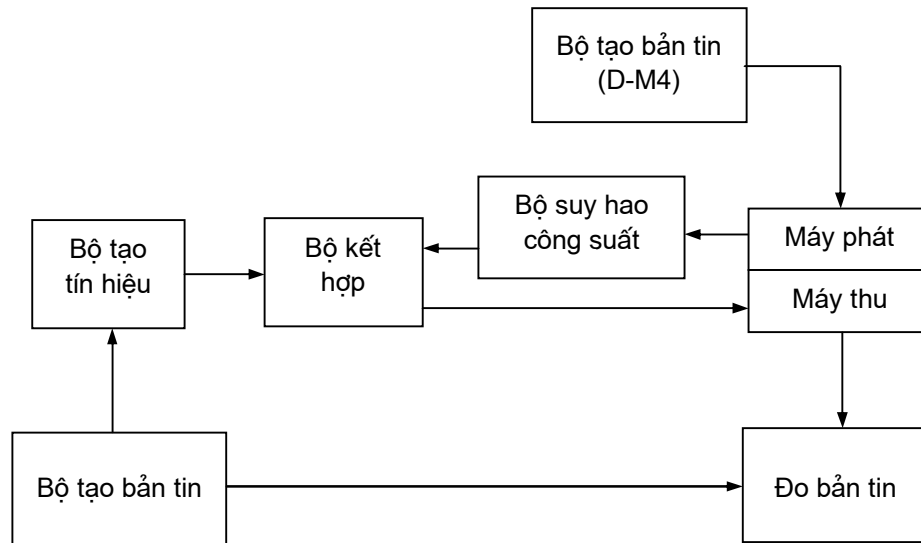 Bộ tạo bản tin
(D-M4)
Bộ suy hao
công suất
Máy phát
Bộ tạo
tín hiệu
Bộ kết
hợp
Máy thu
Bộ tạo bản tin
Đo bản tin